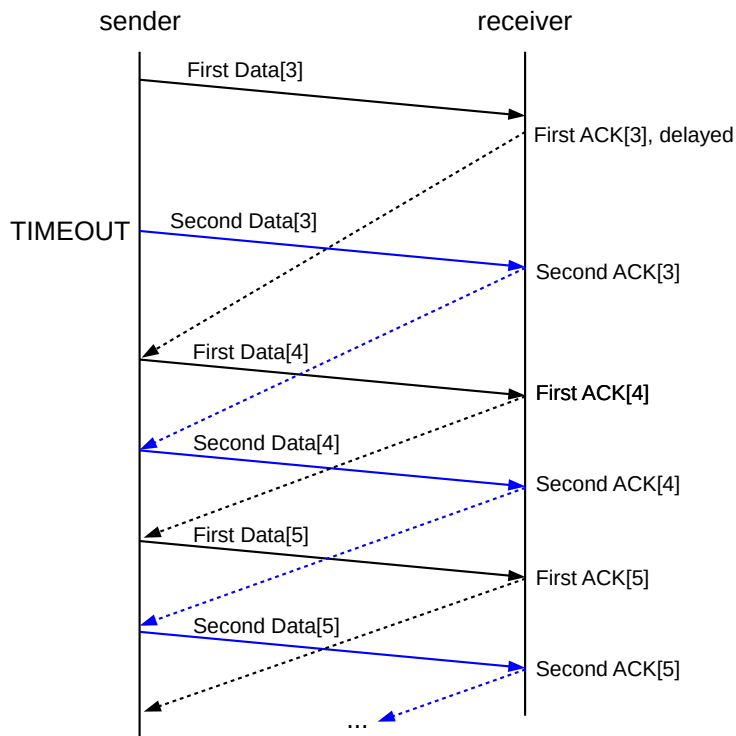 sender
receiver
First Data[3]
First ACK[3], delayed
Second Data[3]
TIMEOUT
Second ACK[3]
First Data[4]
First ACK[4]
Second Data[4]
Second ACK[4]
First Data[5]
First ACK[5]
Second Data[5]
Second ACK[5]
...